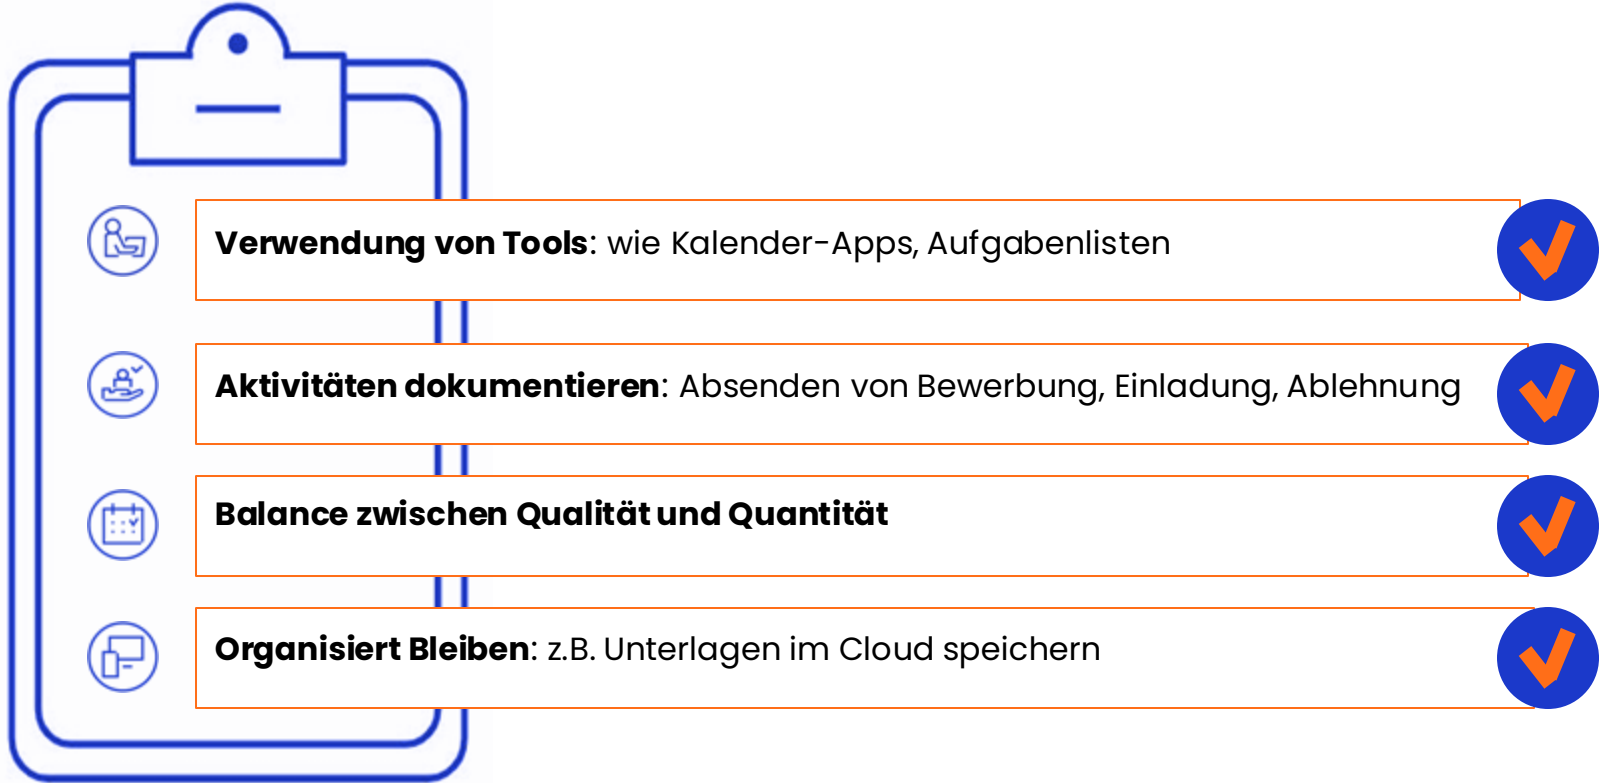 Verwendung von Tools: wie Kalender-Apps, Aufgabenlisten
Aktivitäten dokumentieren: Absenden von Bewerbung, Einladung, Ablehnung
Balance zwischen Qualität und Quantität
Organisiert Bleiben: z.B. Unterlagen im Cloud speichern